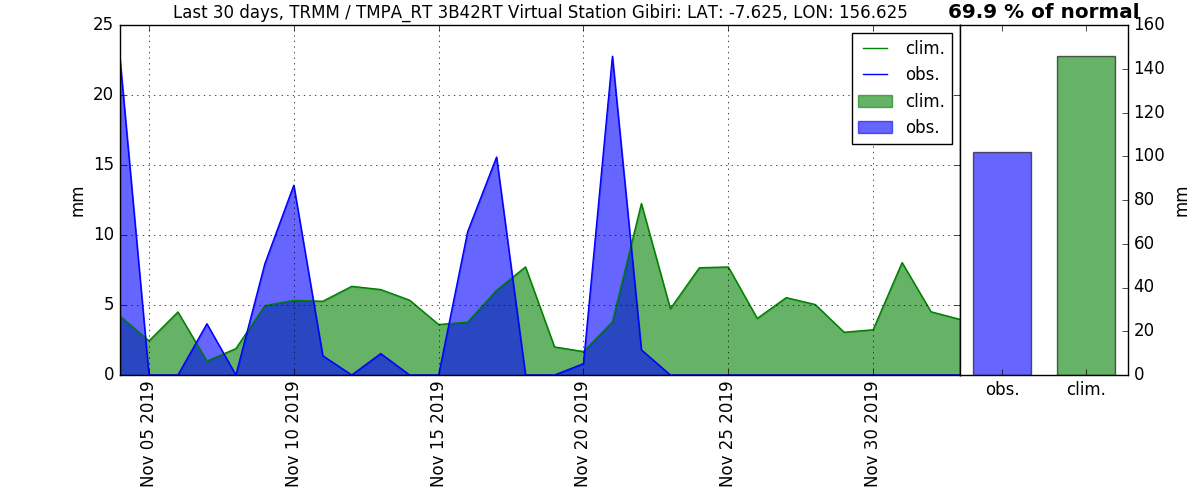 Last 30 days, TRMM / TMPA_RT 3B42RT Virtual Station Gibiri: LAT: -7.625, LON: 156.625
69.9 % of normal
25
20
15
10
5
0
mm
clim.
obs.
clim.
obs.
160
140
120
100
80
60
40
20
0
mm
Nov 05 2019
Nov 10 2019
Nov 15 2019
Nov 20 2019
Nov 25 2019
Nov 30 2019
obs.
clim.